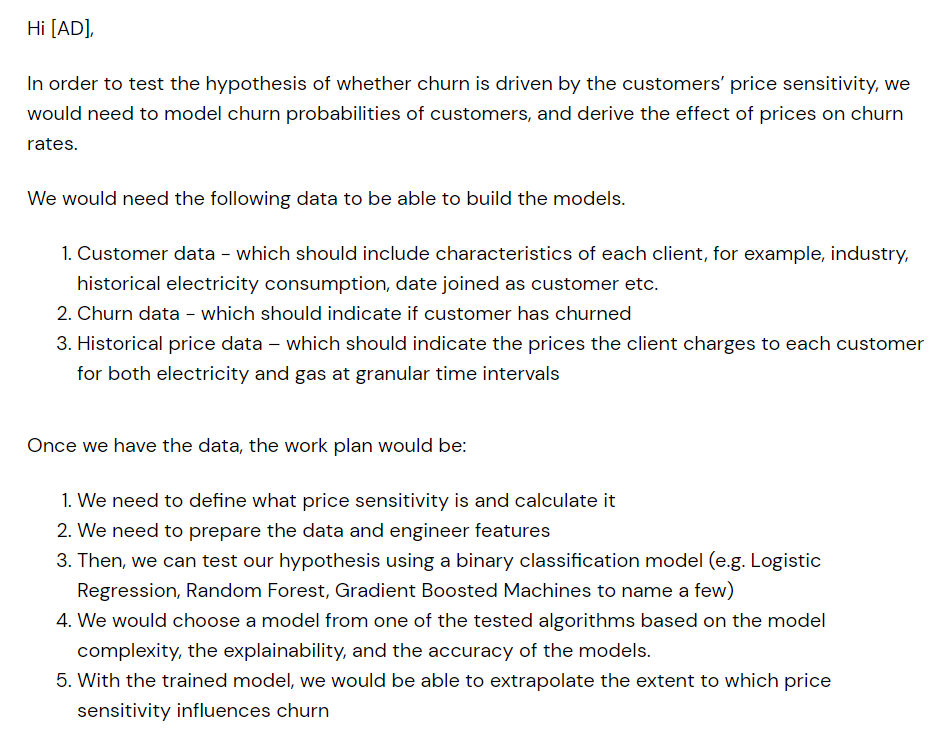 Hi [AD],
In order to test the hypothesis of whether churn is driven by the customers’ price sensitivity, we
would need to model churn probabilities of customers, and derive the effect of prices on churn
rates.
We would need the following data to be able to build the models.
1. Customer data - which should include characteristics of each client, for example, industry,
historical electricity consumption, date joined as customer etc.
2. Churn data - which should indicate if customer has churned
3. Historical price data – which should indicate the prices the client charges to each customer
for both electricity and gas at granular time intervals
Once we have the data, the work plan would be:
1. We need to define what price sensitivity is and calculate it
2. We need to prepare the data and engineer features
3. Then, we can test our hypothesis using a binary classification model (e.g. Logistic
Regression, Random Forest, Gradient Boosted Machines to name a few)
4. We would choose a model from one of the tested algorithms based on the model
complexity, the explainability, and the accuracy of the models.
5. With the trained model, we would be able to extrapolate the extent to which price
sensitivity influences churn